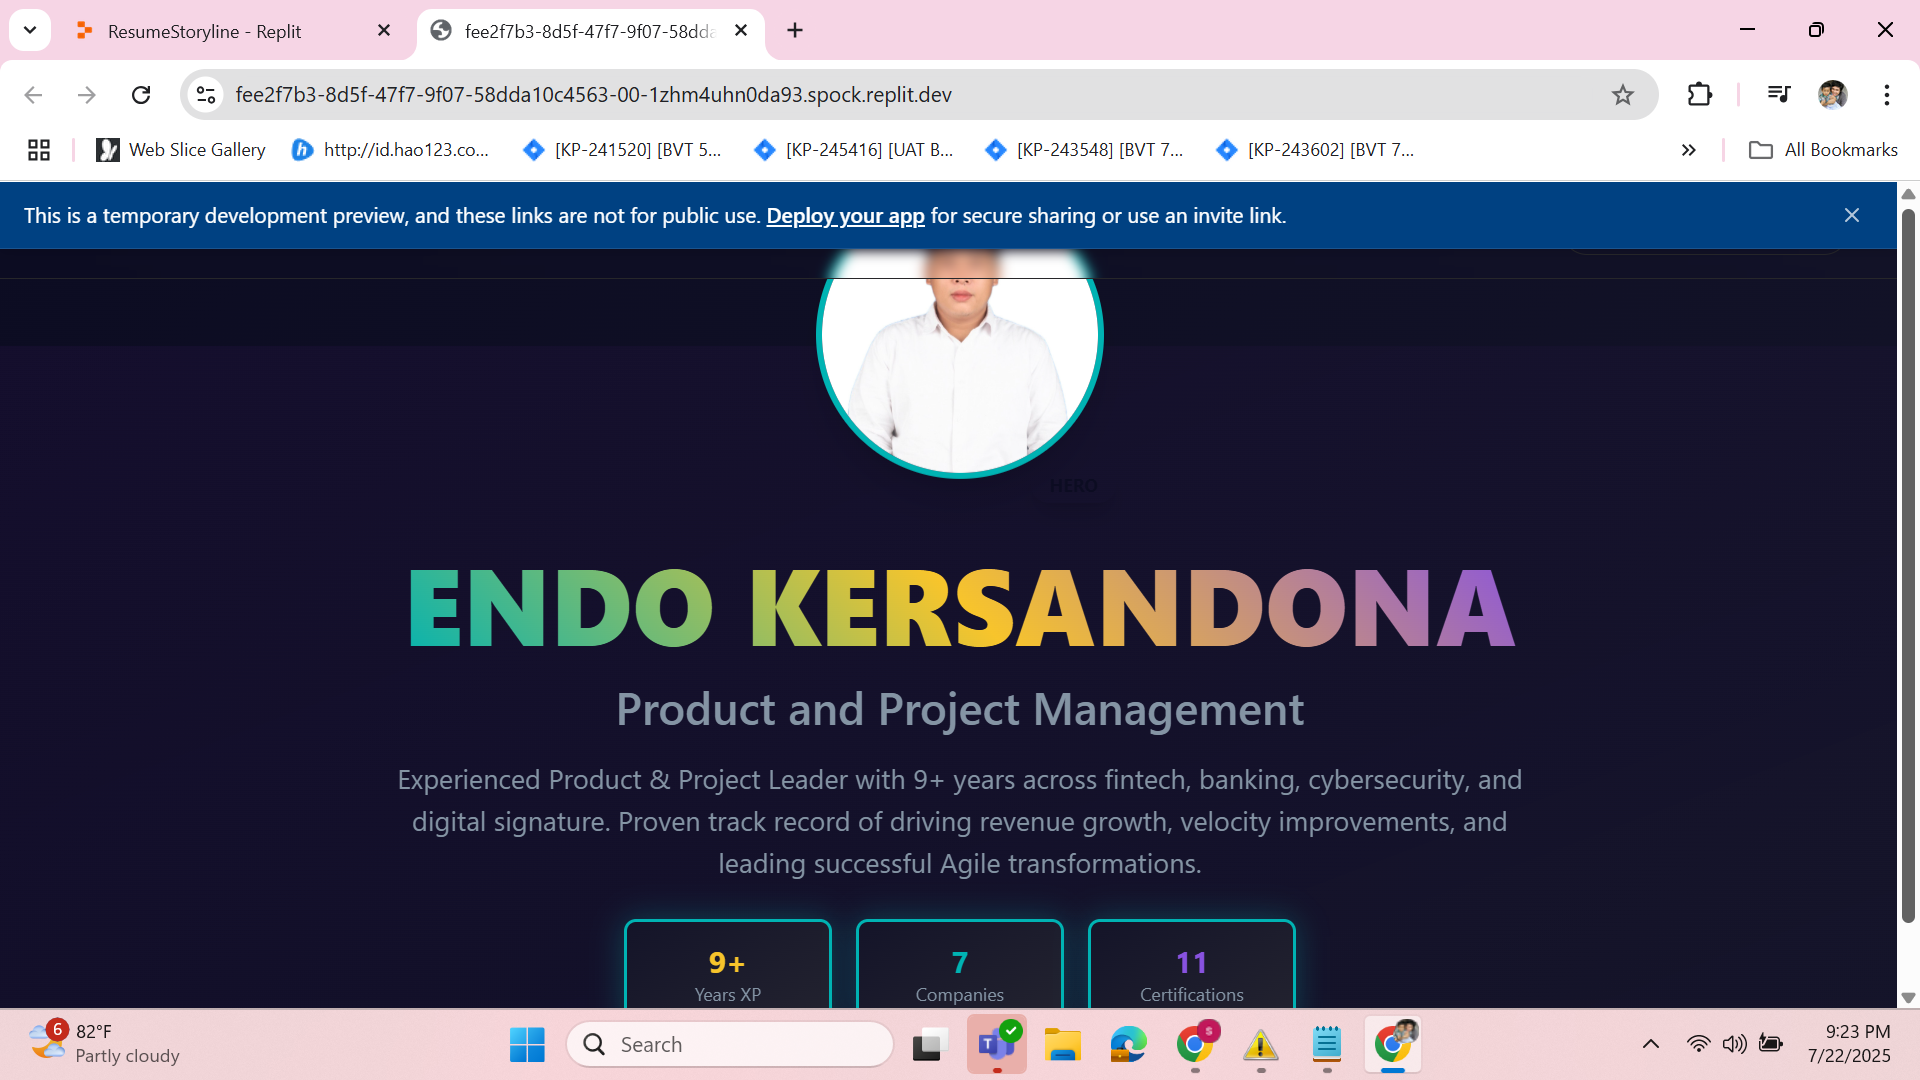 ResumeStoryline - Replit
fee2f7b3-8d5f-47f7-9f07-58dda
fee2f7b3-8d5f-47f7-9f07-58dda10c4563-00-1zhm4uhn0da93.spock.replit.dev
Web Slice Gallery
http://id.hao123.co...
[KP-241520] [BVT 5...
[KP-245416] [UAT B...
[KP-243548] [BVT 7...
[KP-243602] [BVT 7...
All Bookmarks
This is a temporary development preview, and these links are not for public use. Deploy your app for secure sharing or use an invite link.
HERO
ENDO KERSANDONA
Product and Project Management
Experienced Product & Project Leader with 9+ years across fintech, banking, cybersecurity, and
digital signature. Proven track record of driving revenue growth, velocity improvements, and
leading successful Agile transformations.
9+
Years XP
7
Companies
11
Certifications
6
82°F
Partly cloudy
Search
T
s
9:23 PM
7/22/2025